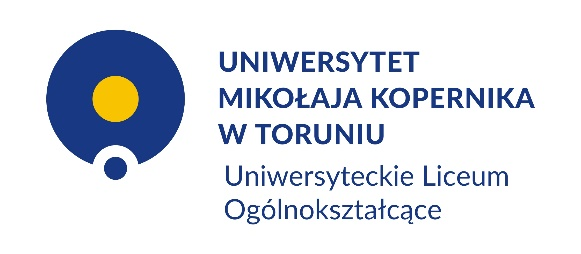 UNIWERSYTET
MIKOŁAJA KOPERNIKA
W TORUNIU
Uniwersyteckie Liceum
Ogólnokształcące